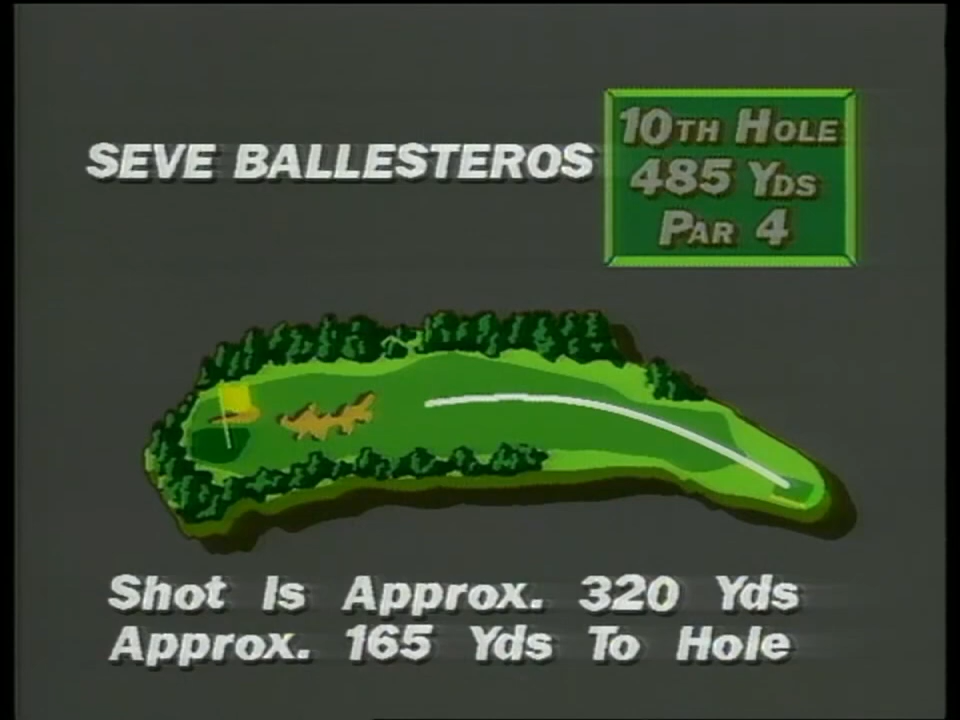 SEVE BALLESTEROS
10TH HOLE
485 YDS
PAR 4
Shot Is Approx. 320 Yds
Approx. 165 Yds To Hole